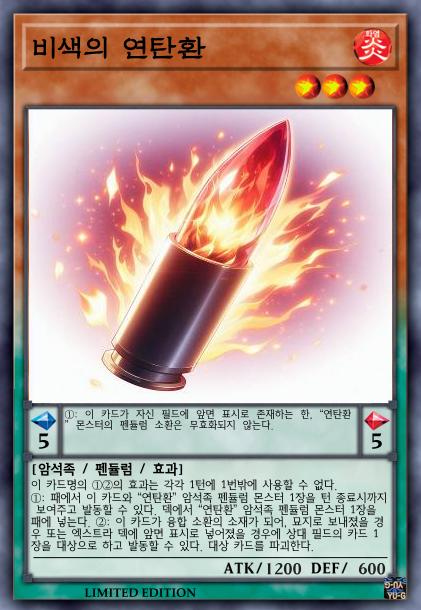 비색의 연탄환
화염
炎
①: 이 카드가 자신 필드에 앞면 표시로 존재하는 한, “연탄환
” 몬스터의 펜듈럼 소환은 무효화되지 않는다.
5
5
[암석족 / 펜듈럼 / 효과]
이 카드명의 ①②의 효과는 각각 1턴에 1번밖에 사용할 수 없다.
①: 패에서 이 카드와 “연탄환” 암석족 펜듈럼 몬스터 1장을 턴 종료시까지
보여주고 발동할 수 있다. 덱에서 “연탄환” 암석족 펜듈럼 몬스터 1장을
패에 넣는다. ②: 이 카드가 융합 소환의 소재가 되어, 묘지로 보내졌을 경
우 또는 엑스트라 덱에 앞면 표시로 넣어졌을 경우에 상대 필드의 카드 1
장을 대상으로 하고 발동할 수 있다. 대상 카드를 파괴한다.
ATK/1200 DEF/ 600
LIMITED EDITION